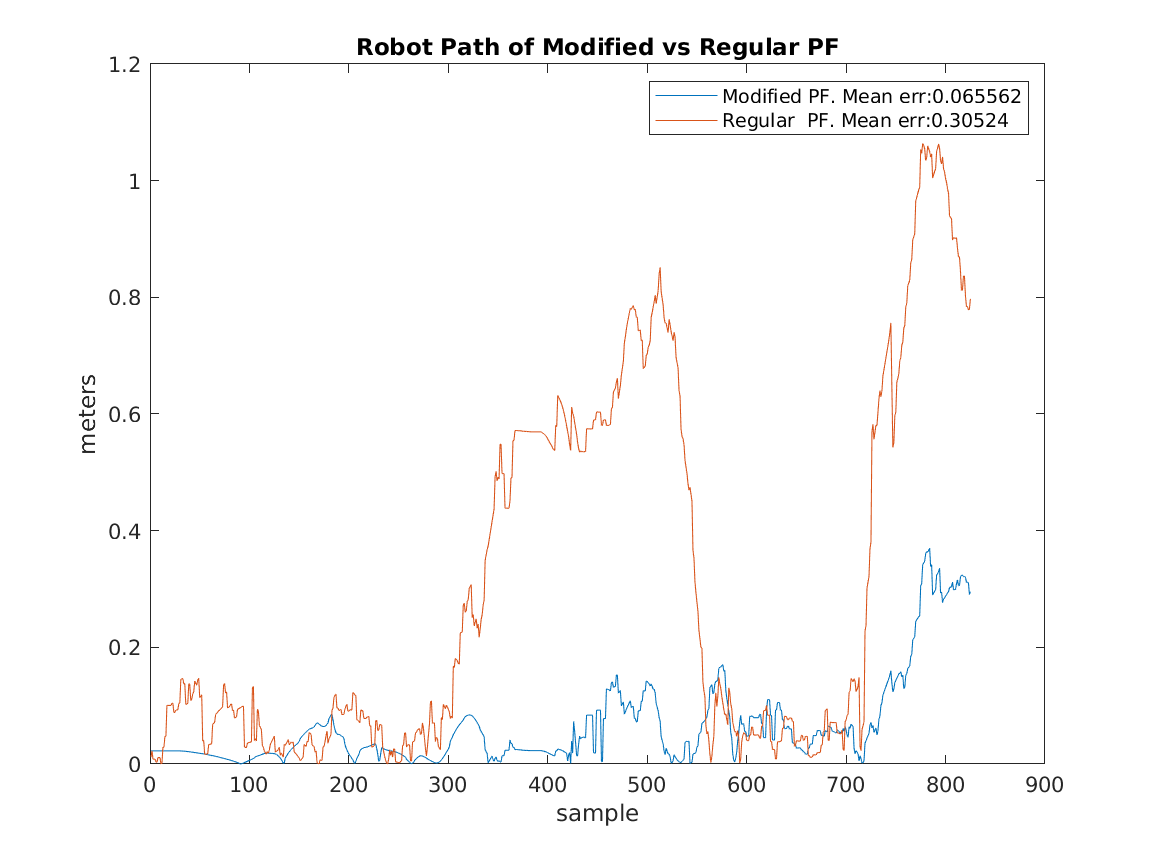 Robot Path of Modified vs Regular PF
1.2
Modified PF. Mean err:0.065562
Regular  PF. Mean err:0.30524
1
0.8
0.6
meters
0.4
0.2
0
0 100 200 300 400 500 600 700 800 900
sample